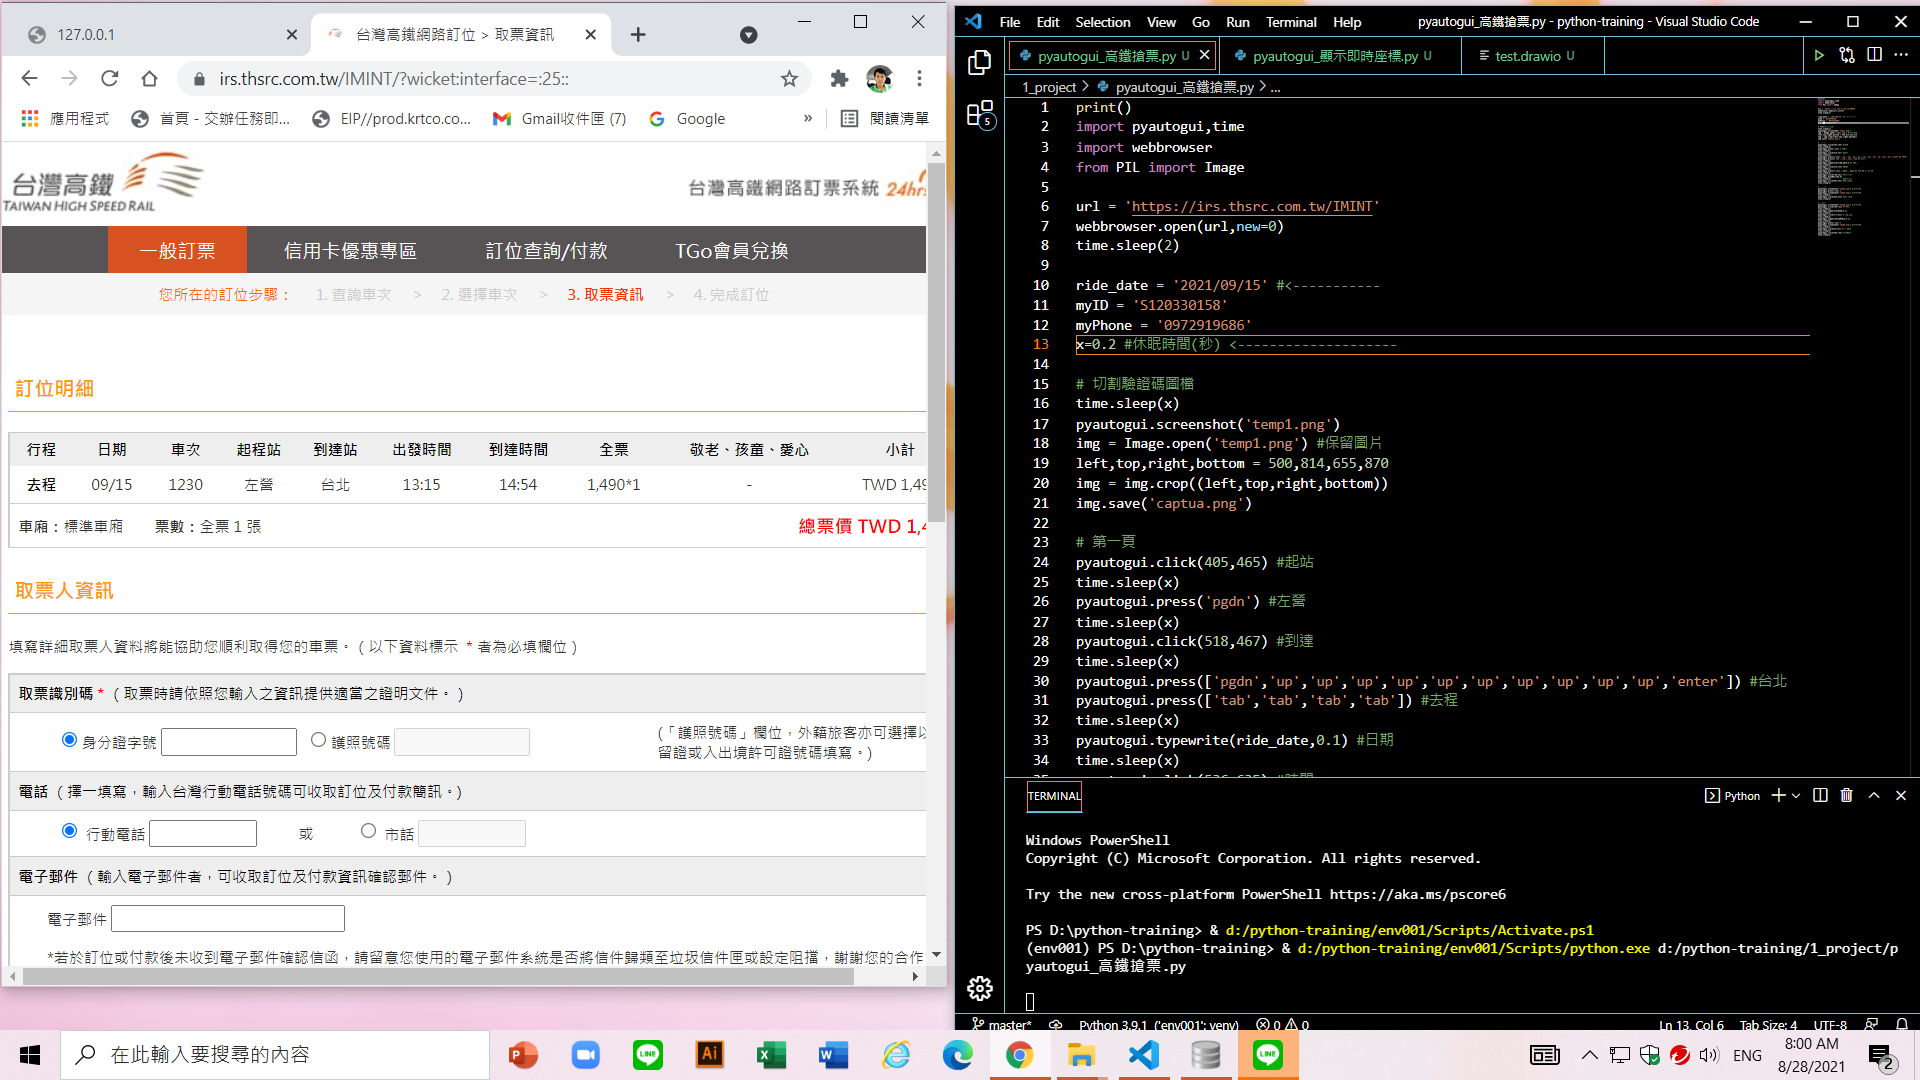 127.0.0.1
台灣高鐵網路訂位 > 取票資訊
irs.thsrc.com.tw/IMINT/?wicket:interface=:25::
應用程式
首頁 - 交辦任務即...
EIP//prod.krtco.co...
Gmail收件匣 (7)
Google
»
閱讀清單
台灣高鐵
TAIWAN HIGH SPEED RAIL
台灣高鐵網路訂票系統 24hrs
一般訂票 信用卡優惠專區 訂位查詢/付款 TGo會員兌換
您所在的訂位步驟： 1. 查詢車次 > 2. 選擇車次 > 3. 取票資訊 > 4. 完成訂位
訂位明細
行程 日期 車次 起程站 到達站 出發時間 到達時間 全票 敬老、孩童、愛心 小計
去程 09/15 1230 左營 台北 13:15 14:54 1,490*1 - TWD 1,49
車廂：標準車廂 票數：全票 1 張 總票價 TWD 1,4
取票人資訊
填寫詳細取票人資料將能協助您順利取得您的車票。 ( 以下資料標示 * 者為必填欄位 )
取票識別碼 * ( 取票時請依照您輸入之資訊提供適當之證明文件。 )
身分證字號 護照號碼 (「護照號碼」欄位，外籍旅客亦可選擇以
留證或入出境許可證號碼填寫。)
電話 ( 擇一填寫，輸入台灣行動電話號碼可收取訂位及付款簡訊。)
行動電話 或 市話
電子郵件 ( 輸入電子郵件者，可收取訂位及付款資訊確認郵件。 )
電子郵件
*若於訂位或付款後未收到電子郵件確認信函，請留意您使用的電子郵件系統是否將信件歸類至垃圾信件匣或設定阻擋，謝謝您的合作
File Edit Selection View Go Run Terminal Help
pyautogui_高鐵搶票.py - python-training - Visual Studio Code
pyautogui_高鐵搶票.py U
pyautogui_顯示即時座標.py U
test.drawio U
5
1_project > pyautogui_高鐵搶票.py > ...
1 print()
2 import pyautogui,time
3 import webbrowser
4 from PIL import Image
5
6 url = 'https://irs.thsrc.com.tw/IMINT'
7 webbrowser.open(url,new=0)
8 time.sleep(2)
9
10 ride_date = '2021/09/15' #<-----------
11 myID = 'S120330158'
12 myPhone = '0972919686'
13 x=0.2 #休眠時間(秒) <--------------------
14
15 # 切割驗證碼圖檔
16 time.sleep(x)
17 pyautogui.screenshot('temp1.png')
18 img = Image.open('temp1.png') #保留圖片
19 left,top,right,bottom = 500,814,655,870
20 img = img.crop((left,top,right,bottom))
21 img.save('captua.png')
22
23 # 第一頁
24 pyautogui.click(405,465) #起站
25 time.sleep(x)
26 pyautogui.press('pgdn') #左營
27 time.sleep(x)
28 pyautogui.click(518,467) #到達
29 time.sleep(x)
30 pyautogui.press(['pgdn','up','up','up','up','up','up','up','up','up','up','enter']) #台北
31 pyautogui.press(['tab','tab','tab','tab']) #去程
32 time.sleep(x)
33 pyautogui.typewrite(ride_date,0.1) #日期
34 time.sleep(x)
TERMINAL
Python
Windows PowerShell
Copyright (C) Microsoft Corporation. All rights reserved.
Try the new cross-platform PowerShell https://aka.ms/pscore6
PS D:\python-training> & d:/python-training/env001/Scripts/Activate.ps1
(env001) PS D:\python-training> & d:/python-training/env001/Scripts/python.exe d:/python-training/1_project/p
yautogui_高鐵搶票.py
master* Python 3.9.1 ('env001': venv) 0 0 Ln 13, Col 6 Tab Size: 4 UTF-8
在此輸入要搜尋的內容
ENG
8:00 AM
8/28/2021
2